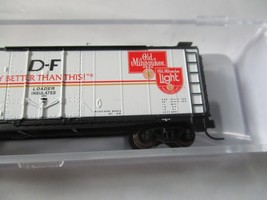 D-F
Y BETTER THAN THIS!"®
LOADER
INSULATED
Old
Milwaukee
Old Milwaukee
Light